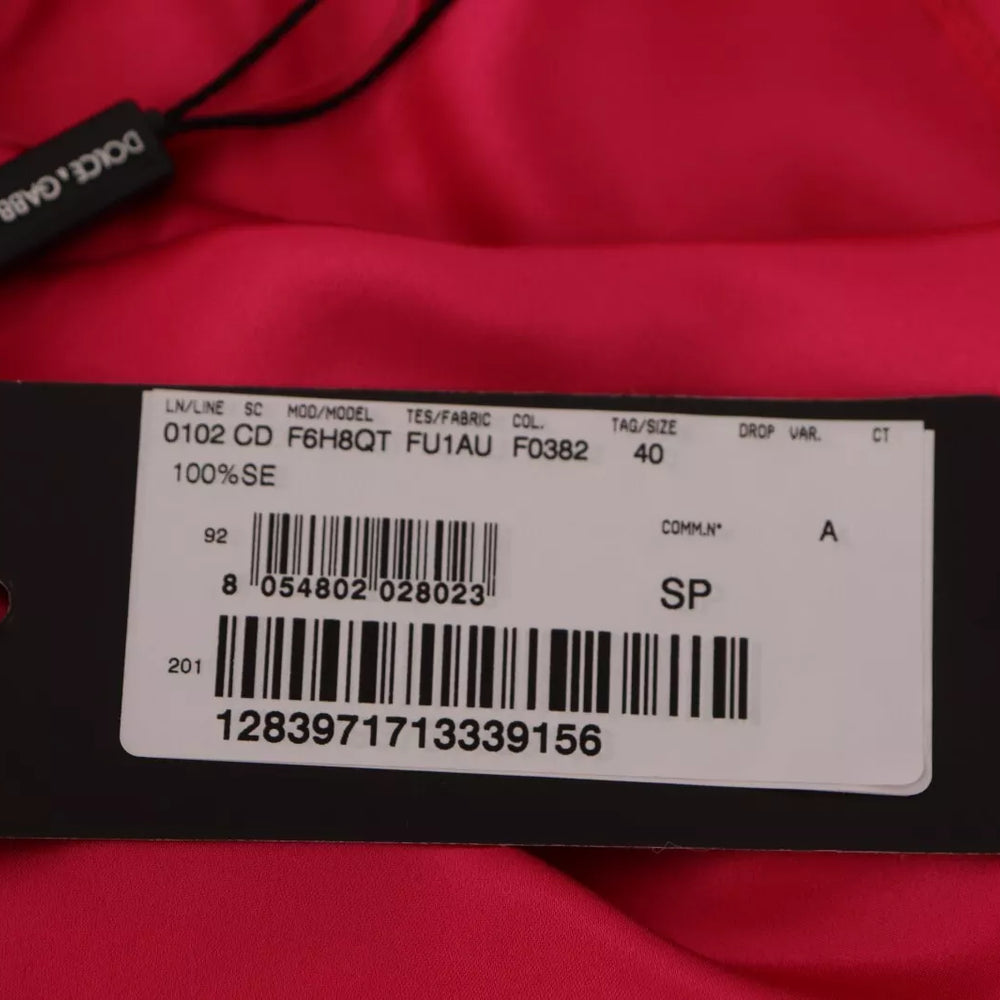 DOLCE & GABB
LN/LINE SC MOD/MODEL TES/FABRIC COL. TAG/SIZE DROP VAR. CT
0102 CD F6H8QT FU1AU F0382 40
100%SE
92 COMM.N° A
8 054802 028023 SP
201
1283971713339156